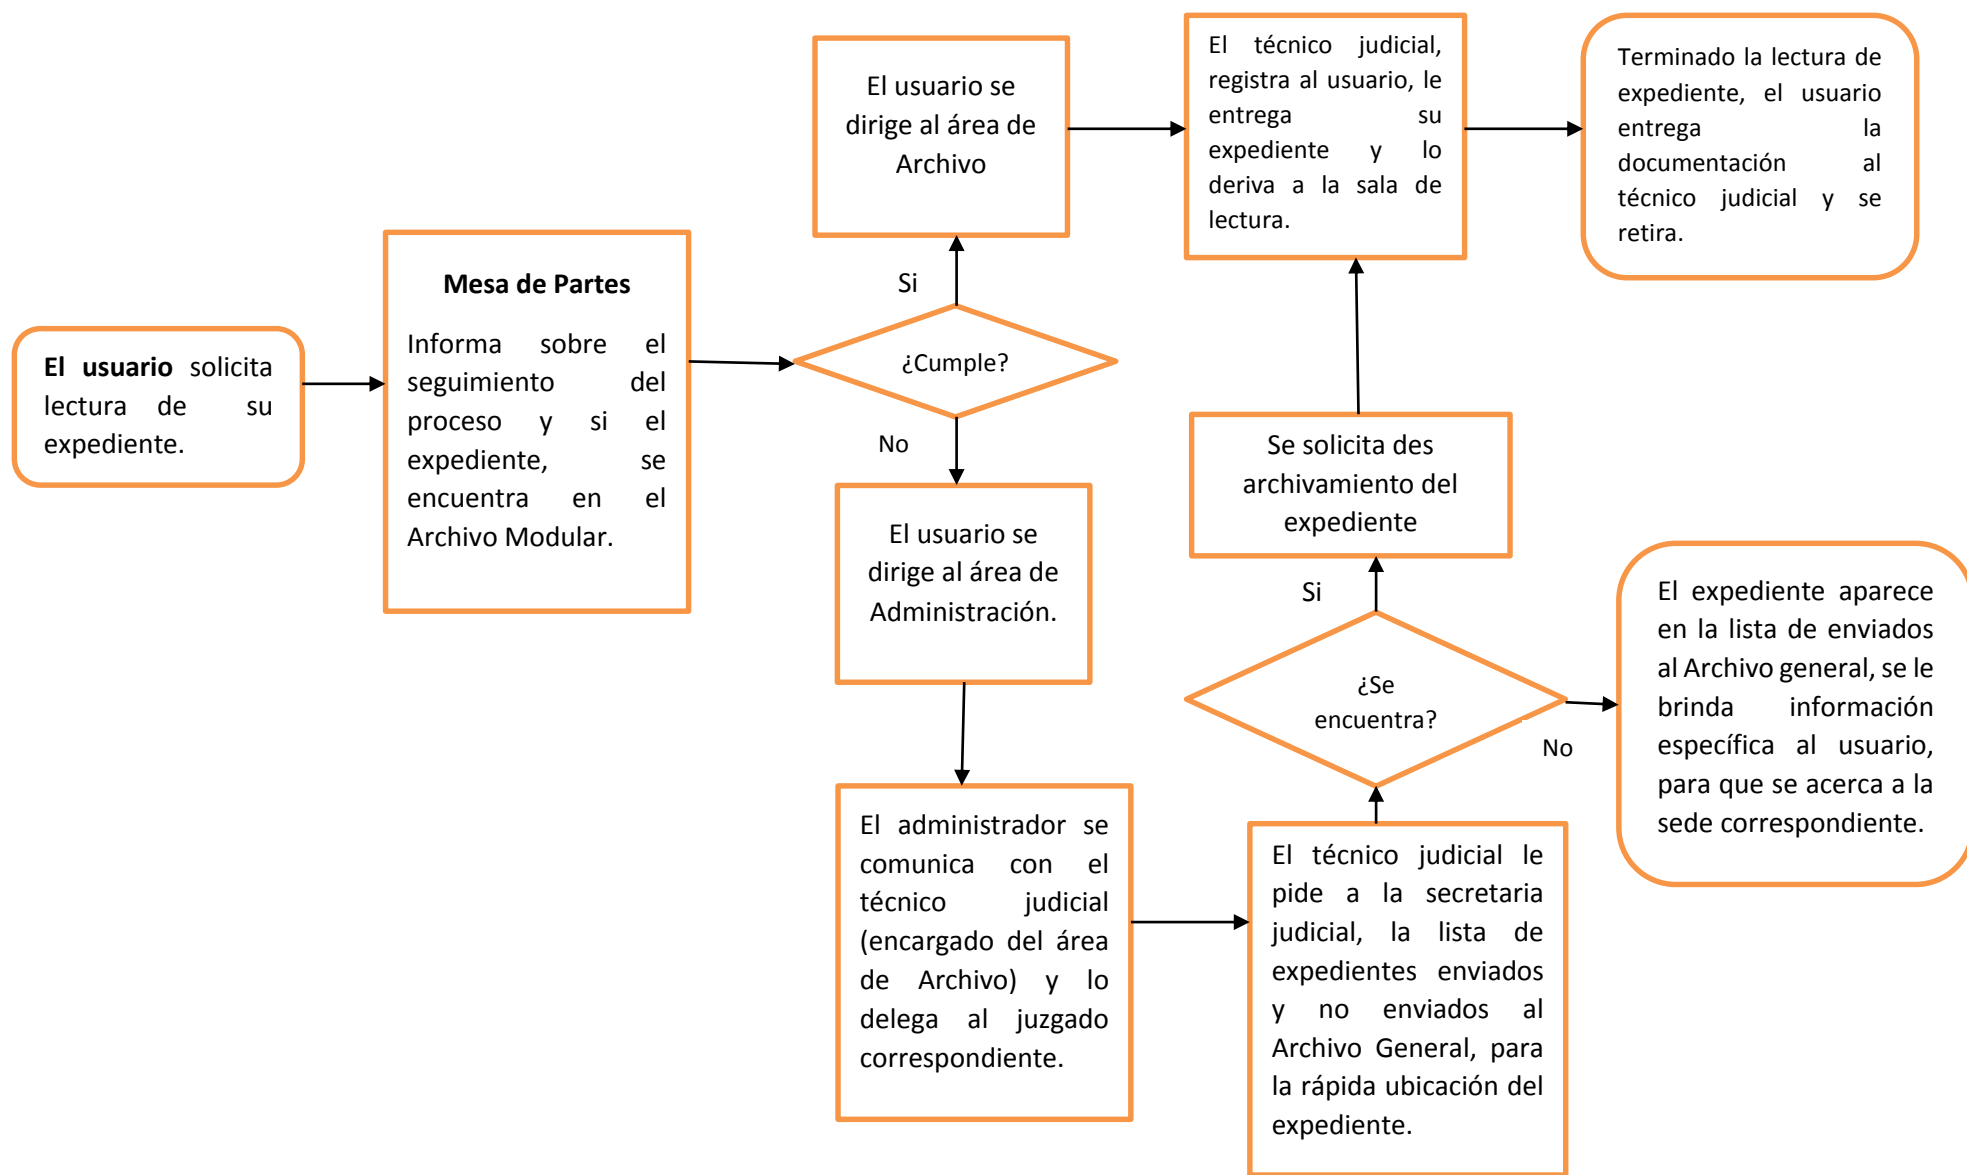 El usuario solicita
lectura de su
expediente.
Mesa de Partes
Informa sobre el
seguimiento del
proceso y si el
expediente, se
encuentra en el
Archivo Modular.
¿Cumple?
Si
No
El usuario se
dirige al área de
Archivo
El técnico judicial,
registra al usuario, le
entrega su
expediente y lo
deriva a la sala de
lectura.
Terminado la lectura de
expediente, el usuario
entrega la
documentación al
técnico judicial y se
retira.
El usuario se
dirige al área de
Administración.
El administrador se
comunica con el
técnico judicial
(encargado del área
de Archivo) y lo
delega al juzgado
correspondiente.
El técnico judicial le
pide a la secretaria
judicial, la lista de
expedientes enviados
y no enviados al
Archivo General, para
la rápida ubicación del
expediente.
¿Se
encuentra?
Si
No
Se solicita des
archivamiento del
expediente
El expediente aparece
en la lista de enviados
al Archivo general, se le
brinda información
específica al usuario,
para que se acerca a la
sede correspondiente.